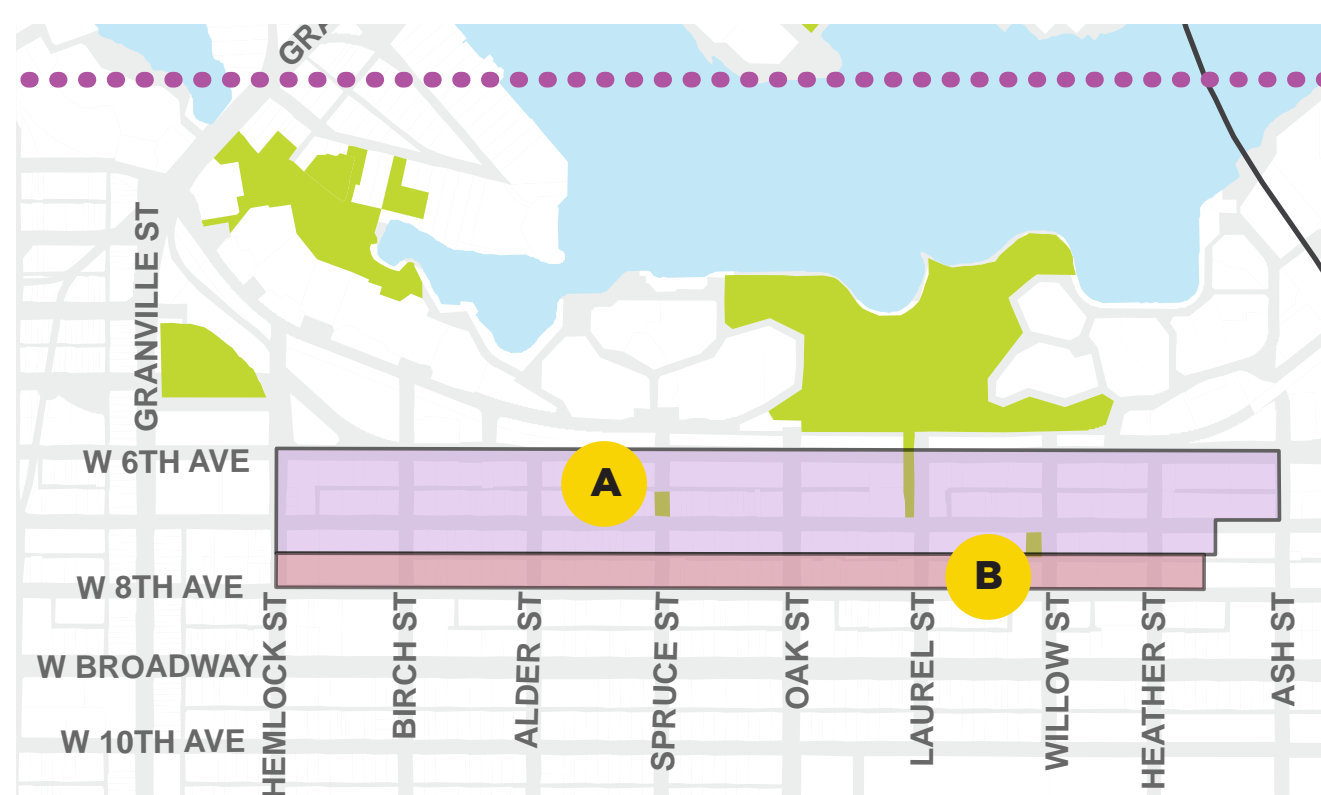 GRA
GRANVILLE ST
W 6TH AVE
A
B
W 8TH AVE
W BROADWAY
W 10TH AVE
HEMLOCK ST
BIRCH ST
ALDER ST
SPRUCE ST
OAK ST
LAUREL ST
WILLOW ST
HEATHER ST
ASH ST